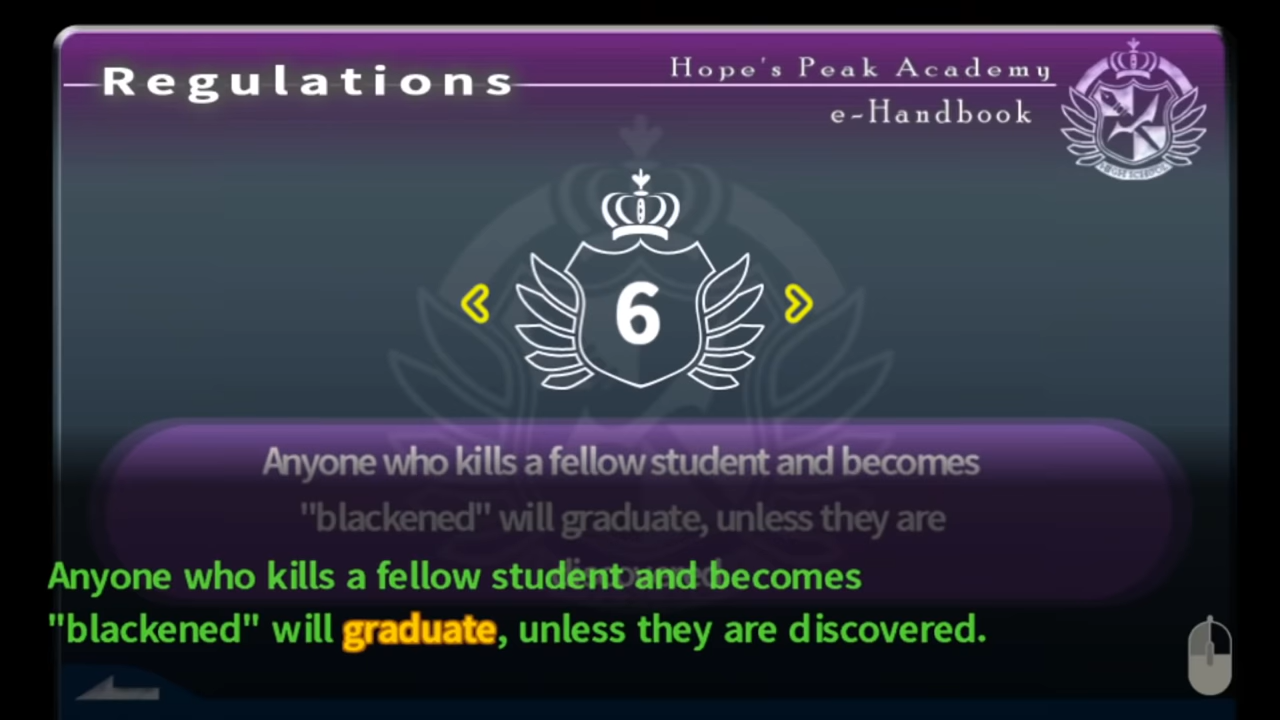 Regulations
Hope's Peak Academy
e-Handbook
6
Anyone who kills a fellow student and becomes
"blackened" will graduate, unless they are
discovered.
Anyone who kills a fellow student and becomes
"blackened" will graduate, unless they are discovered.